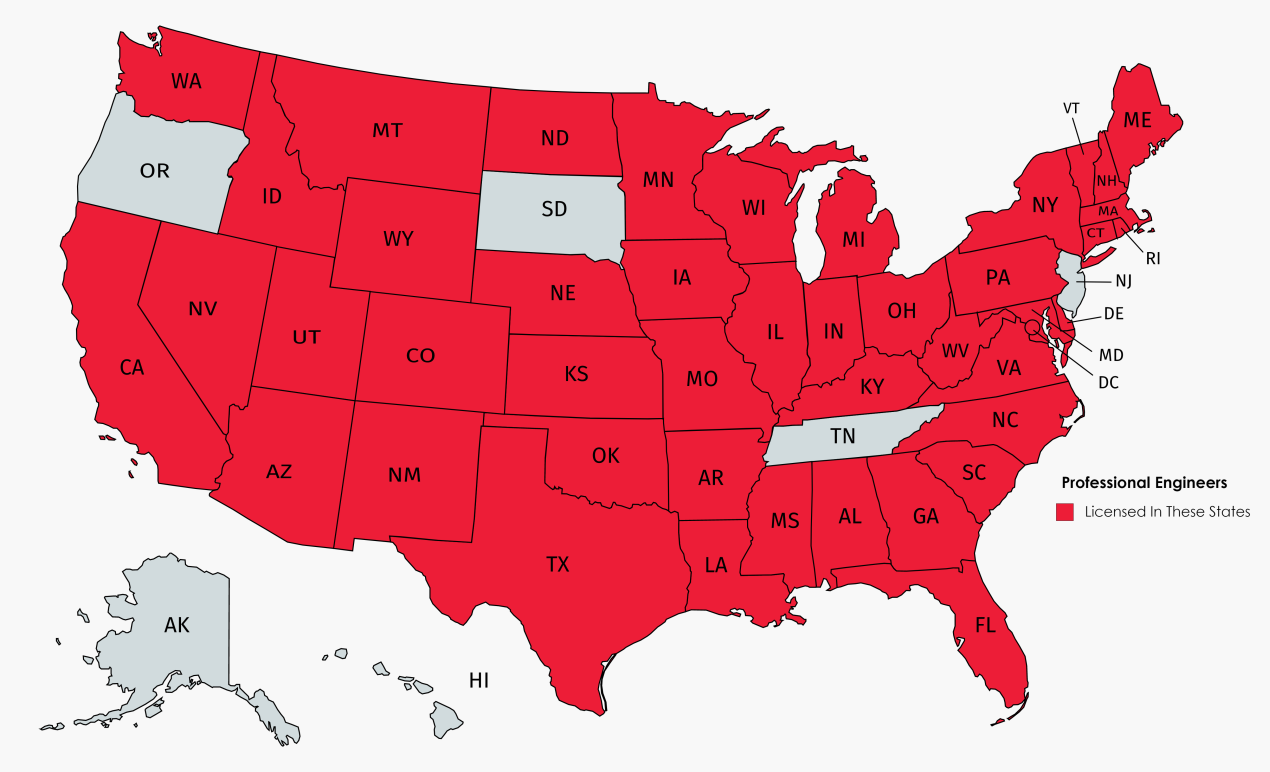 WA
MT
ND
MN
VT
ME
OR
ID
SD
WI
NH
NY
MA
WY
MI
CT
RI
IA
PA
NJ
NE
NV
OH
DE
UT
IL
IN
CO
WV
MD
CA
KS
MO
KY
VA
DC
TN
NC
AZ
NM
OK
AR
SC
Professional Engineers
Licensed In These States
MS
AL
GA
TX
LA
AK
FL
HI